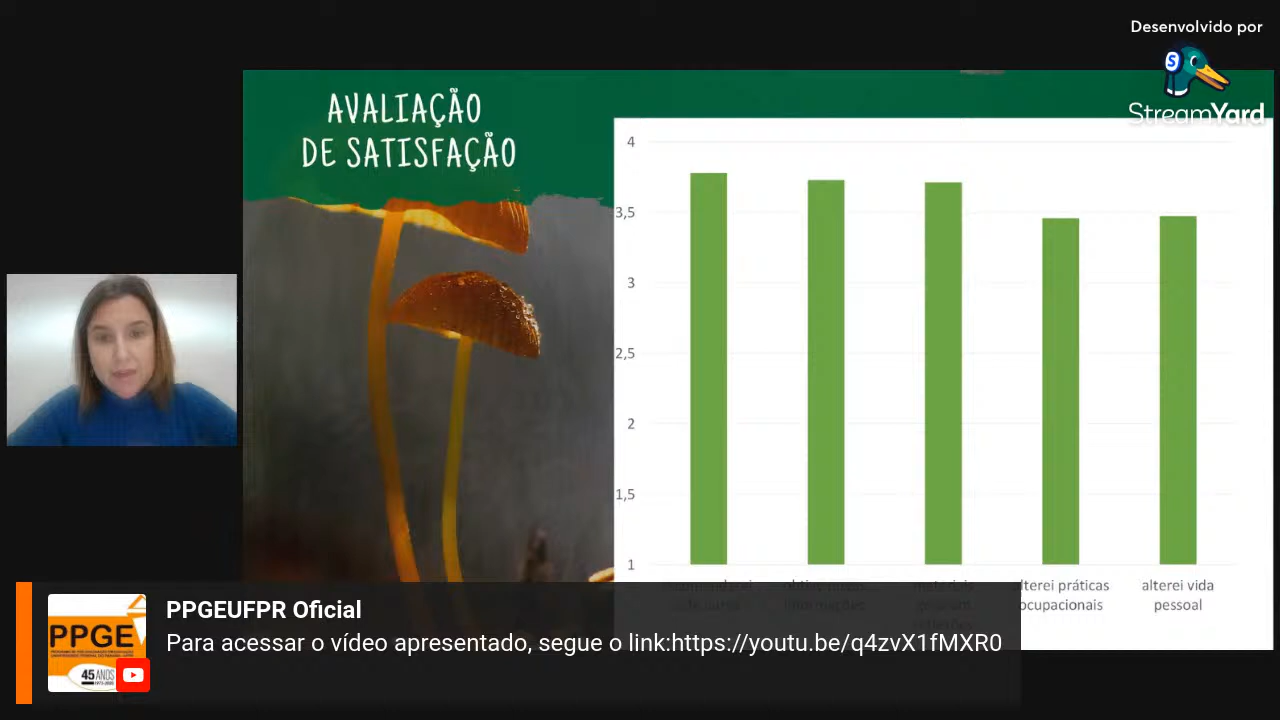 Desenvolvido por
StreamYard
AVALIAÇÃO
DE SATISFAÇÃO
4
3,5
3
2,5
2
1,5
1
informações
alterei práticas
ocupacionais
alterei vida
pessoal
PPGEUFPR Oficial
Para acessar o vídeo apresentado, segue o link:https://youtu.be/q4zvX1fMXR0
PPGE
45 ANOS